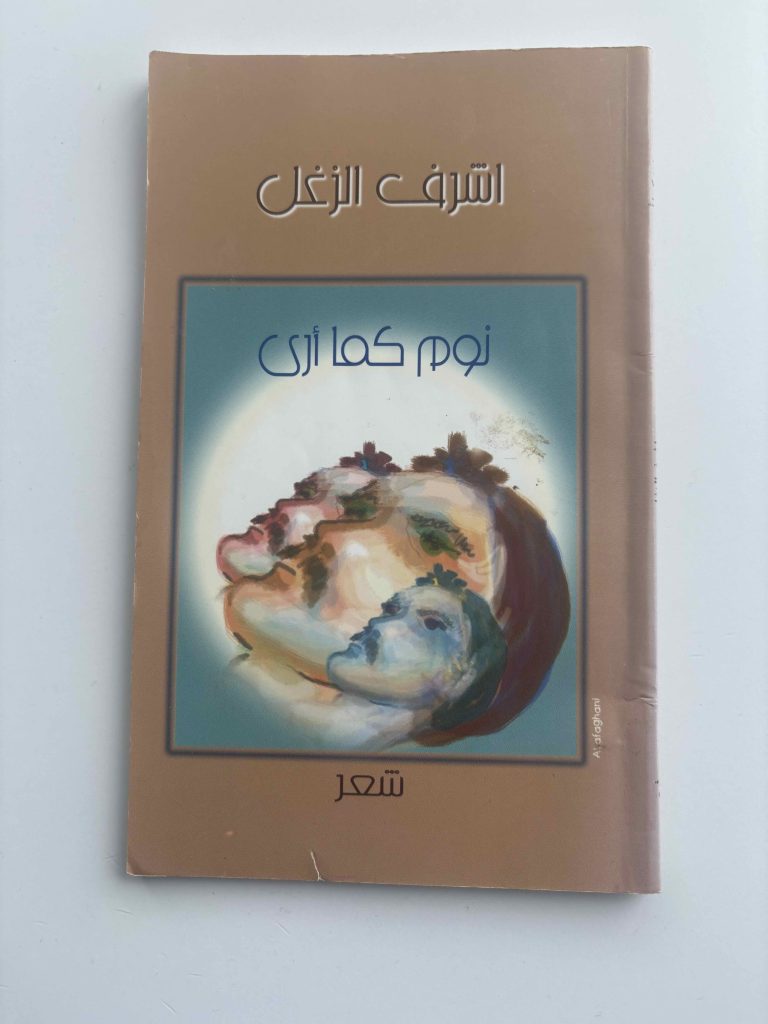 اشرف الزغل
نوم كما أرى
شعر